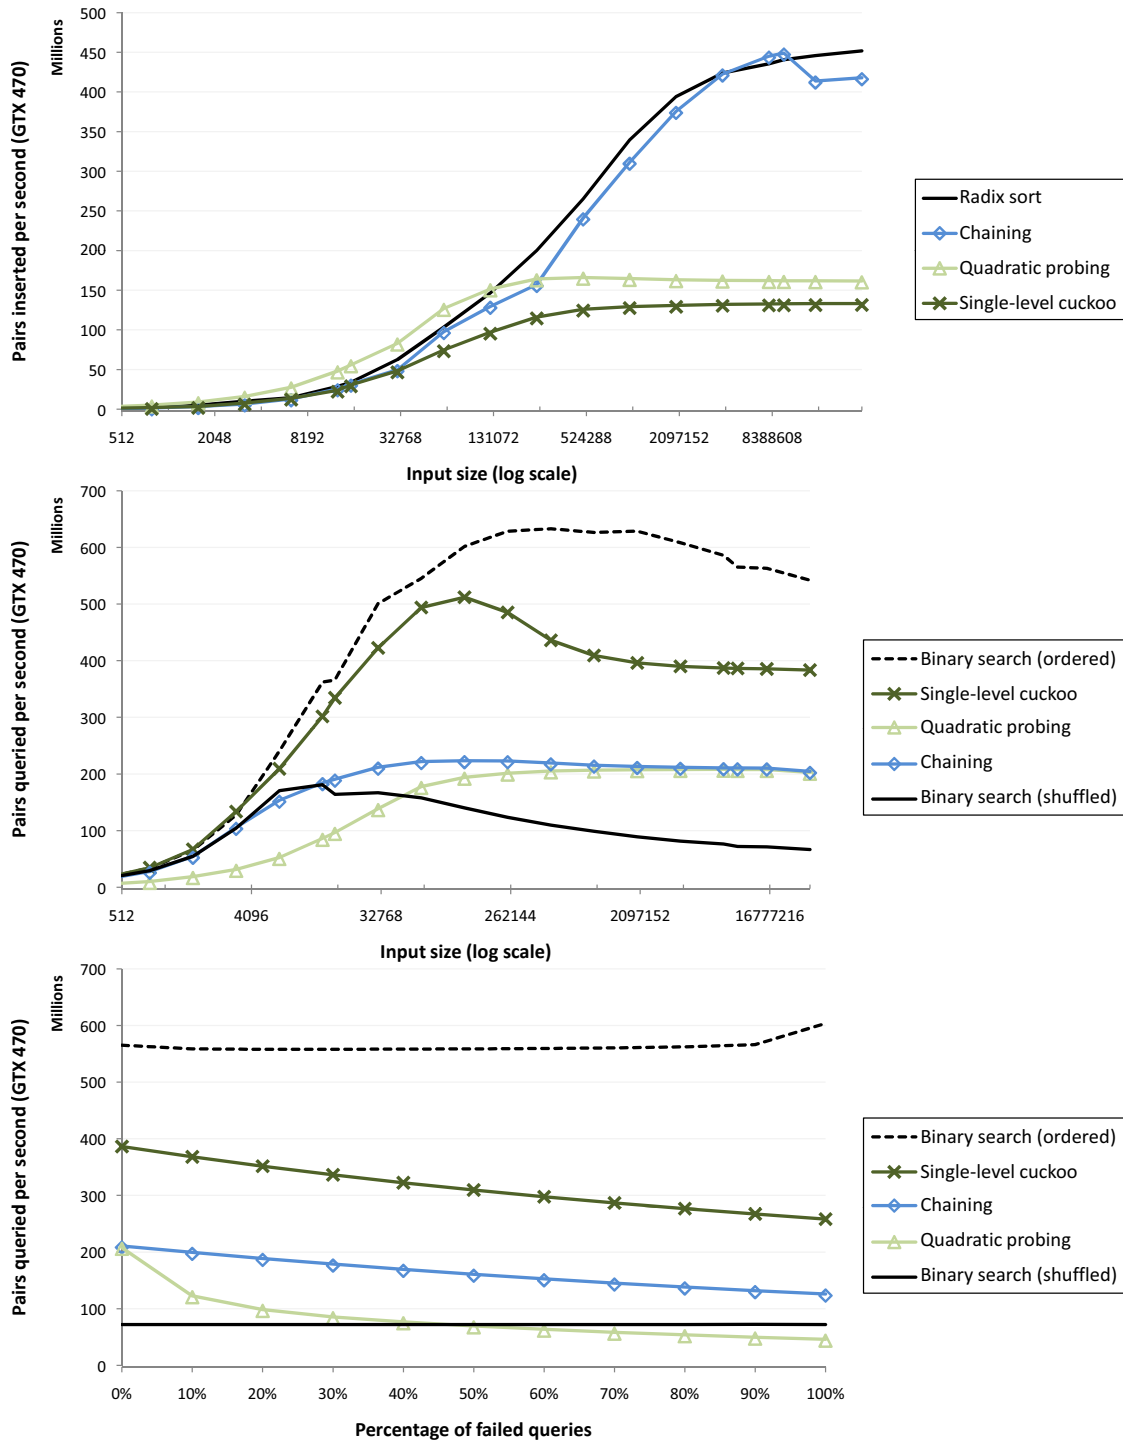 Pairs inserted per second (GTX 470)
Millions
500
450
400
350
300
250
200
150
100
50
0
512
2048
8192
32768
131072
524288
2097152
8388608
Input size (log scale)
Radix sort
Chaining
Quadratic probing
Single-level cuckoo
Pairs queried per second (GTX 470)
Millions
700
600
500
400
300
200
100
0
512
4096
32768
262144
2097152
16777216
Input size (log scale)
Binary search (ordered)
Single-level cuckoo
Quadratic probing
Chaining
Binary search (shuffled)
Pairs queried per second (GTX 470)
Millions
700
600
500
400
300
200
100
0
0%
10%
20%
30%
40%
50%
60%
70%
80%
90%
100%
Percentage of failed queries
Binary search (ordered)
Single-level cuckoo
Chaining
Quadratic probing
Binary search (shuffled)